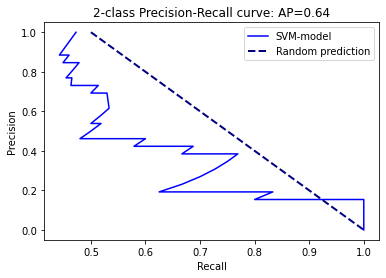 2-class Precision-Recall curve: AP=0.64
SVM-model
Random prediction
Precision
1.0
0.8
0.6
0.4
0.2
0.0
0.5 0.6 0.7 0.8 0.9 1.0
Recall